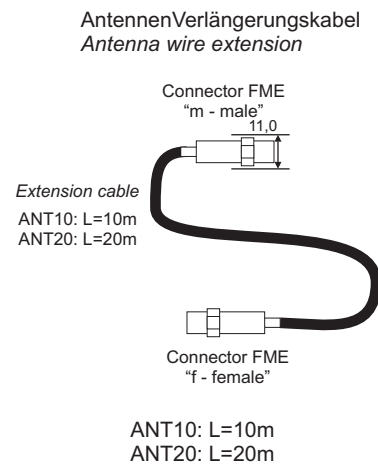 AntennenVerlängerungskabel
Antenna wire extension
Connector FME
“m - male”
11,0
Extension cable
ANT10: L=10m
ANT20: L=20m
Connector FME
“f - female”
ANT10: L=10m
ANT20: L=20m